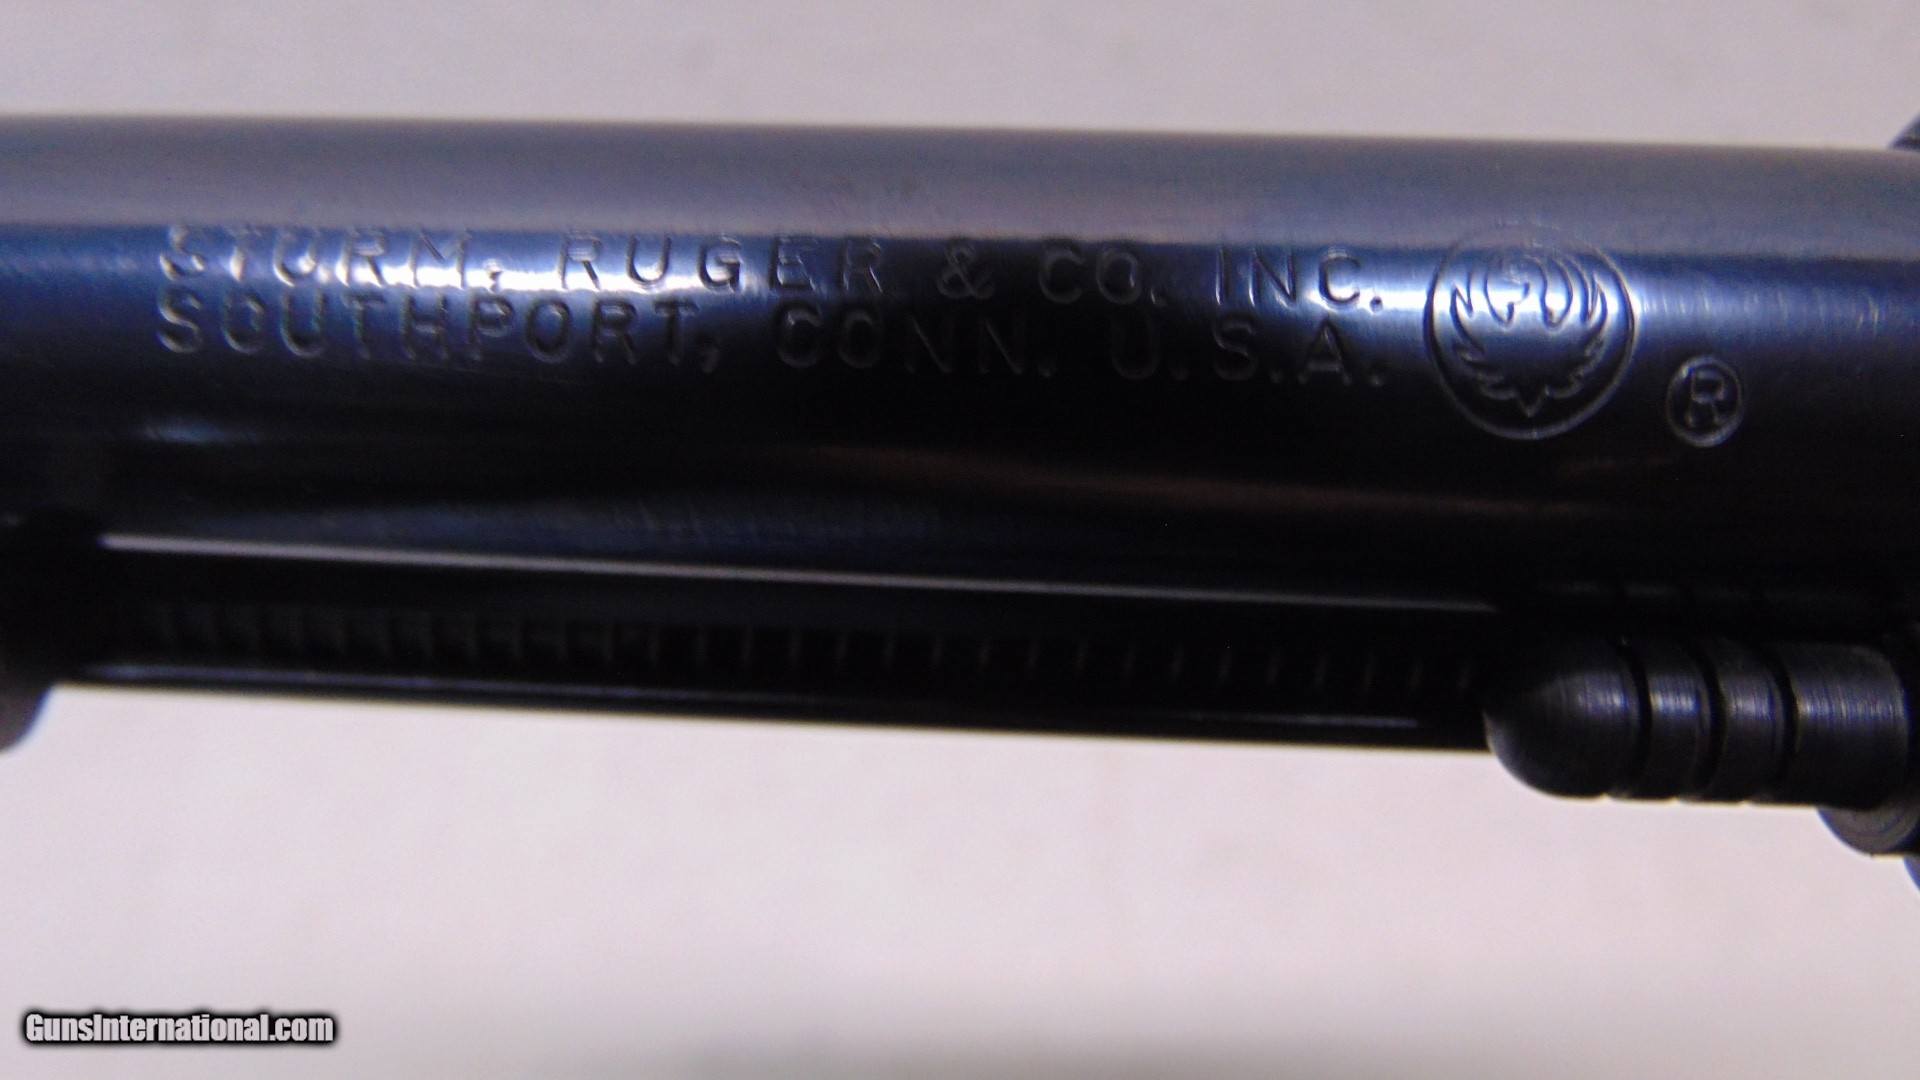 STURM, RUGER & CO. INC.
SOUTHPORT, CONN. U.S.A.
®
GunsInternational.com